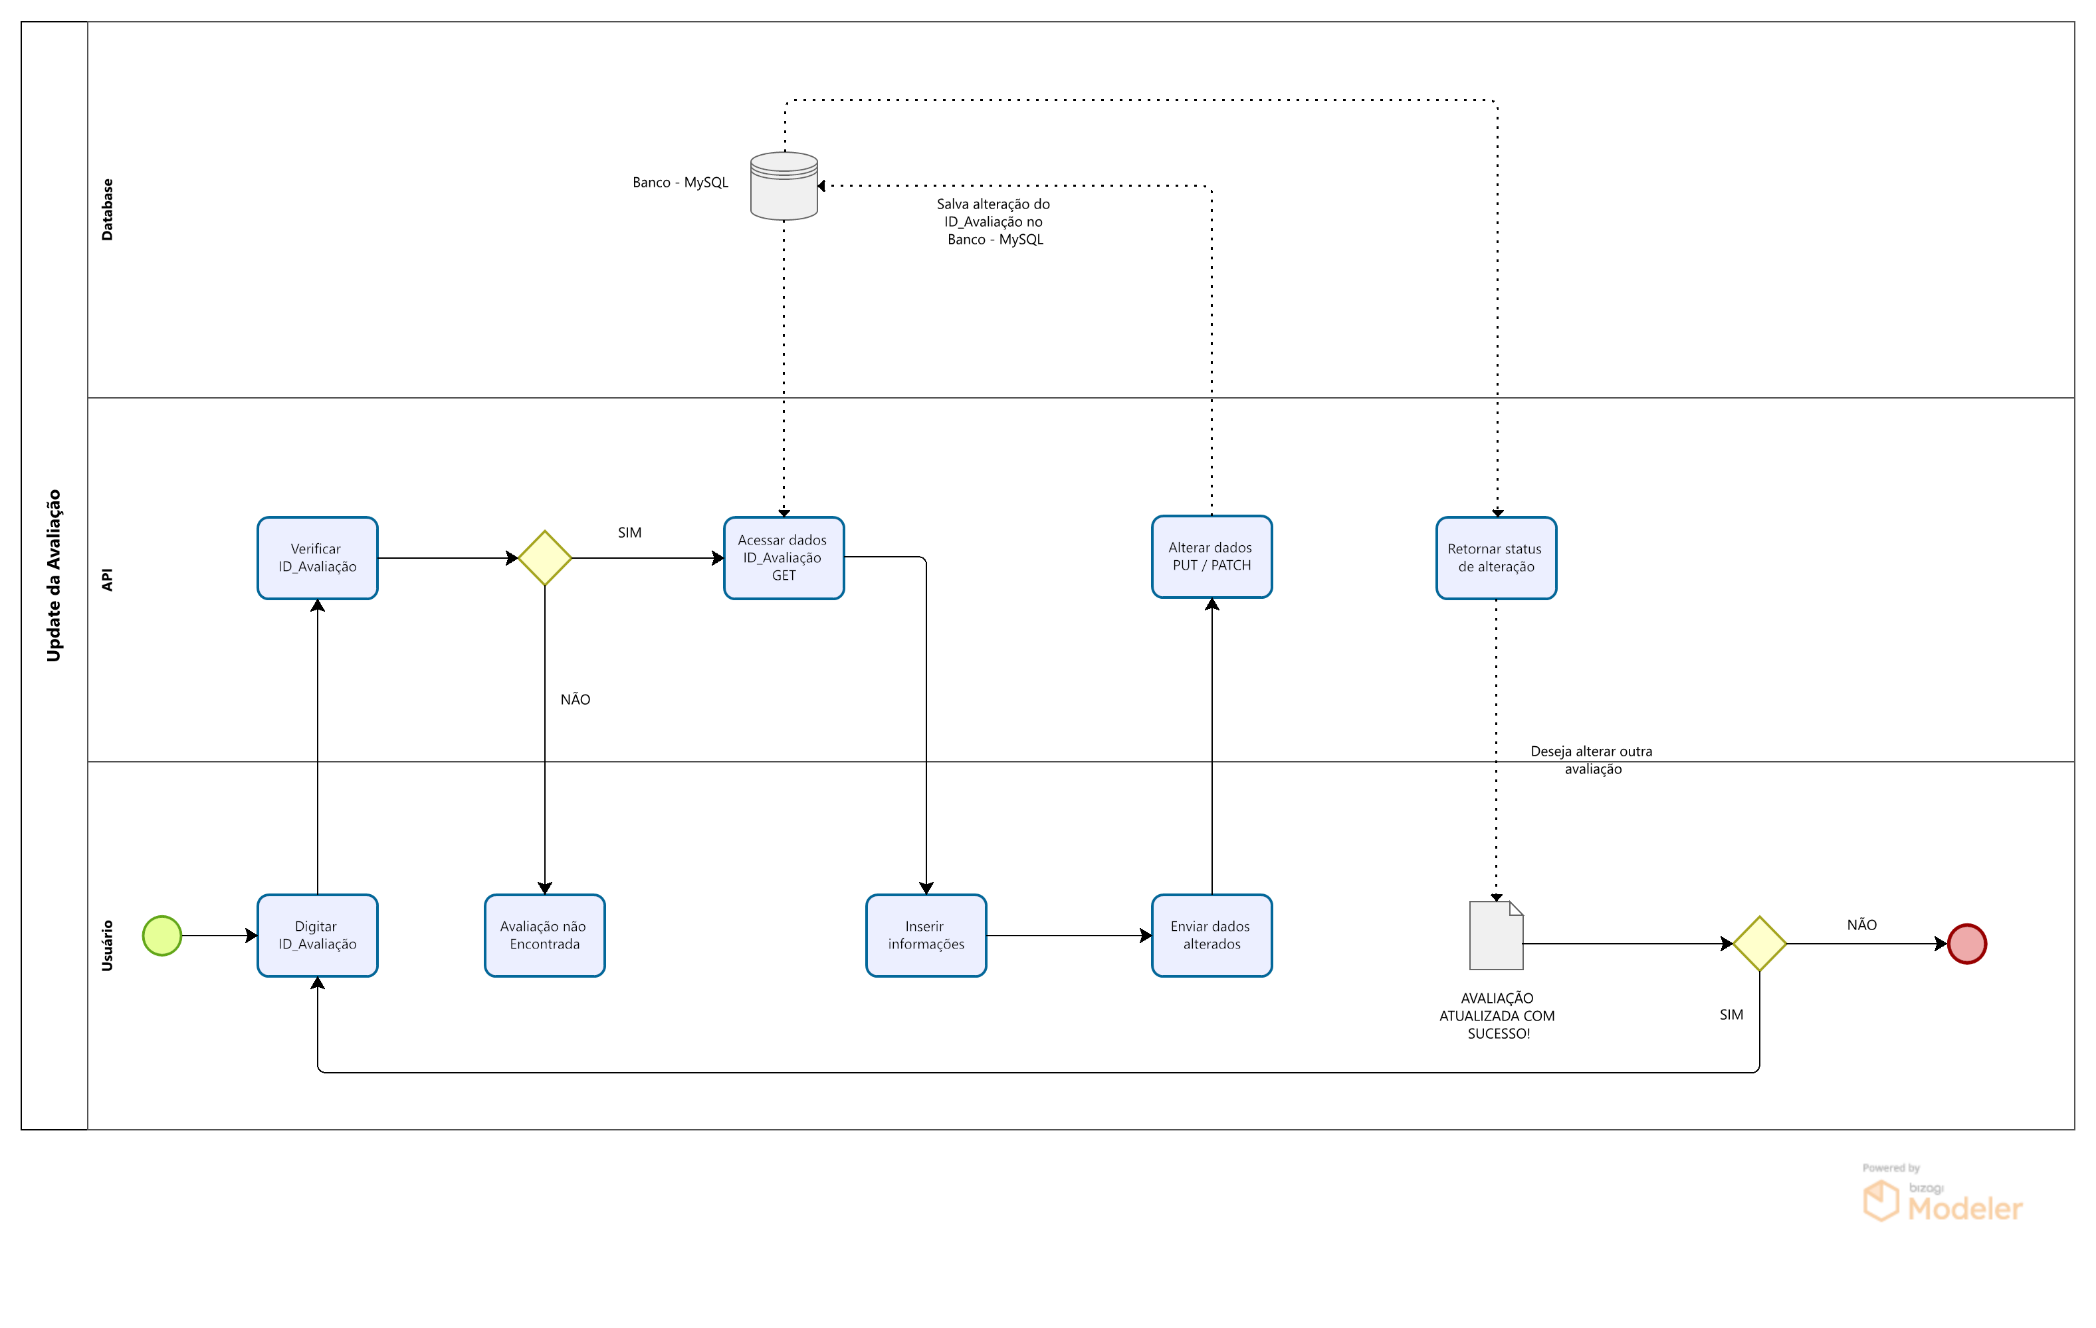 Update da Avaliação
Database
Banco - MySQL
Salva alteração do
ID_Avaliação no
Banco - MySQL
API
Verificar
ID_Avaliação
SIM
NÃO
Acessar dados
ID_Avaliação
GET
Alterar dados
PUT / PATCH
Retornar status
de alteração
Deseja alterar outra
avaliação
Usuário
Digitar
ID_Avaliação
Avaliação não
Encontrada
Inserir
informações
Enviar dados
alterados
AVALIAÇÃO
ATUALIZADA COM
SUCESSO!
NÃO
SIM
Powered by
bizagi
Modeler